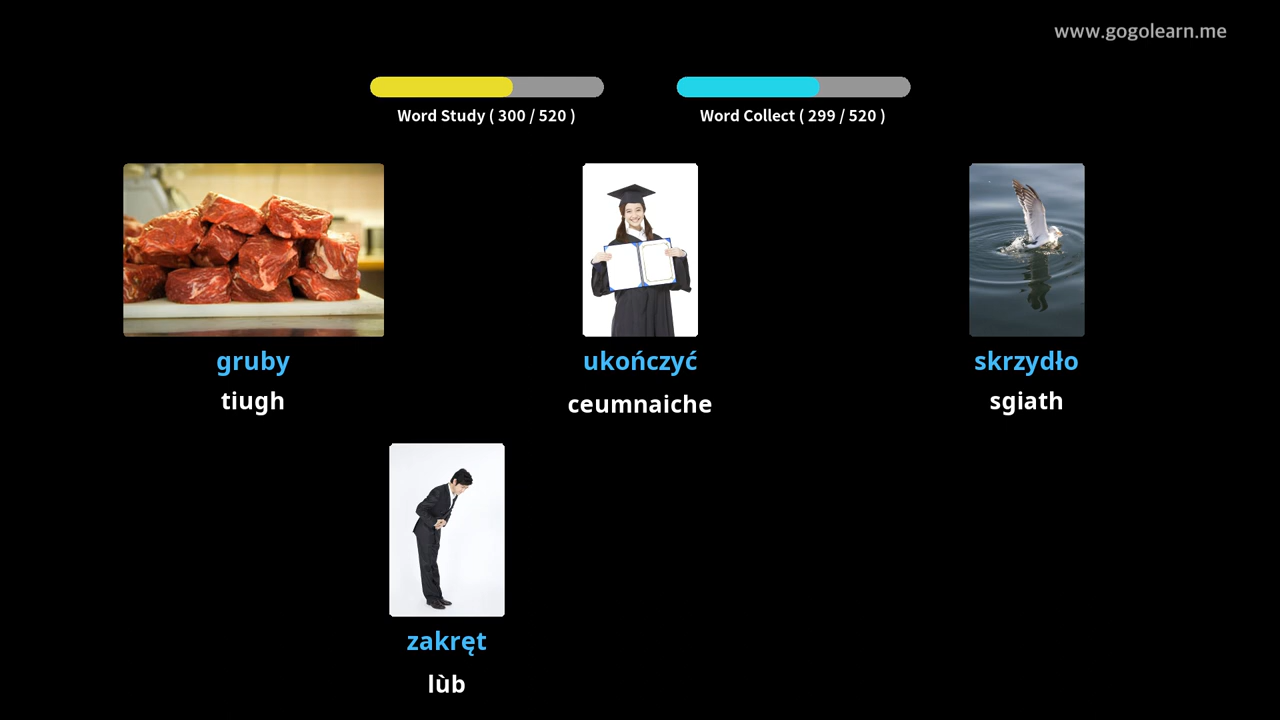 www.gogolearn.me
Word Study ( 300 / 520 )
Word Collect ( 299 / 520 )
gruby
tiugh
ukończyć
ceumnaiche
skrzydło
sgiath
zakręt
lùb